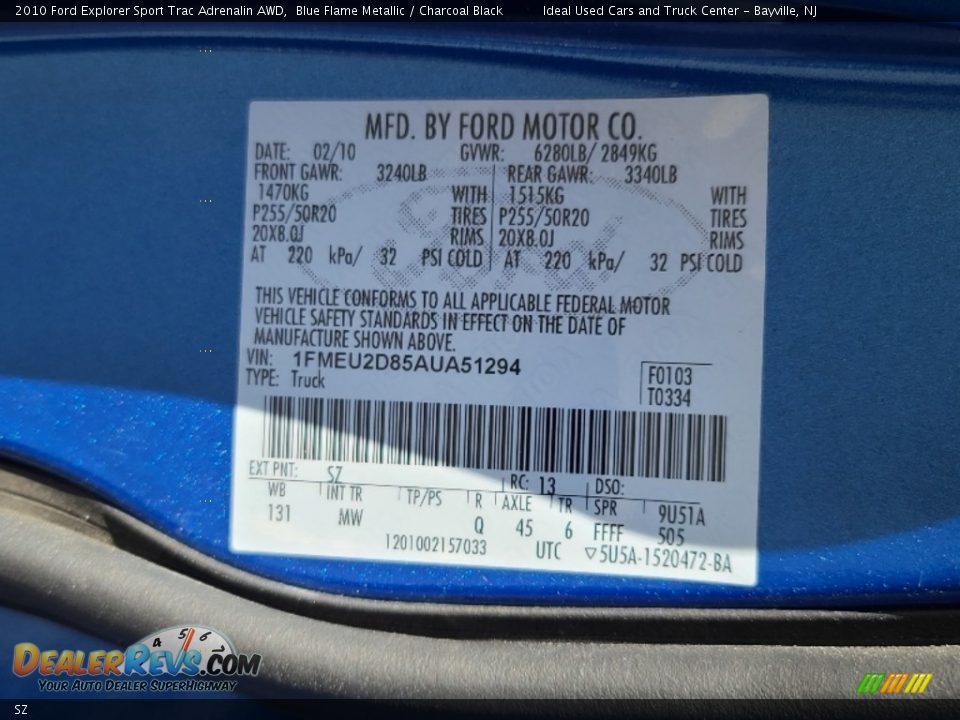 2010 Ford Explorer Sport Trac Adrenalin AWD, Blue Flame Metallic / Charcoal Black Ideal Used Cars and Truck Center - Bayville, NJ
MFD. BY FORD MOTOR CO.
DATE: 02/10 GVWR: 6280LB/ 2849KG
FRONT GAWR: 3240LB REAR GAWR: 3340LB
1470KG WITH 1515KG WITH
P255/50R20 TIRES P255/50R20 TIRES
20X8.0J RIMS 20X8.0J RIMS
AT 220 kPa/ 32 PSI COLD AT 220 kPa/ 32 PSI COLD
THIS VEHICLE CONFORMS TO ALL APPLICABLE FEDERAL MOTOR
VEHICLE SAFETY STANDARDS IN EFFECT ON THE DATE OF
MANUFACTURE SHOWN ABOVE.
VIN: 1FMEU2D85AUA51294
TYPE: Truck
F0103
T0334
EXT PNT: SZ RC: 13 DSO:
WB INT TR TP/PS R AXLE TR SPR 9U51A
131 MW Q 45 6 FFFF 505
1201002157033 UTC ▽5U5A-1520472-BA
4 5 6
DEALERREVS.COM
YOUR AUTO DEALER SUPERHIGHWAY
SZ